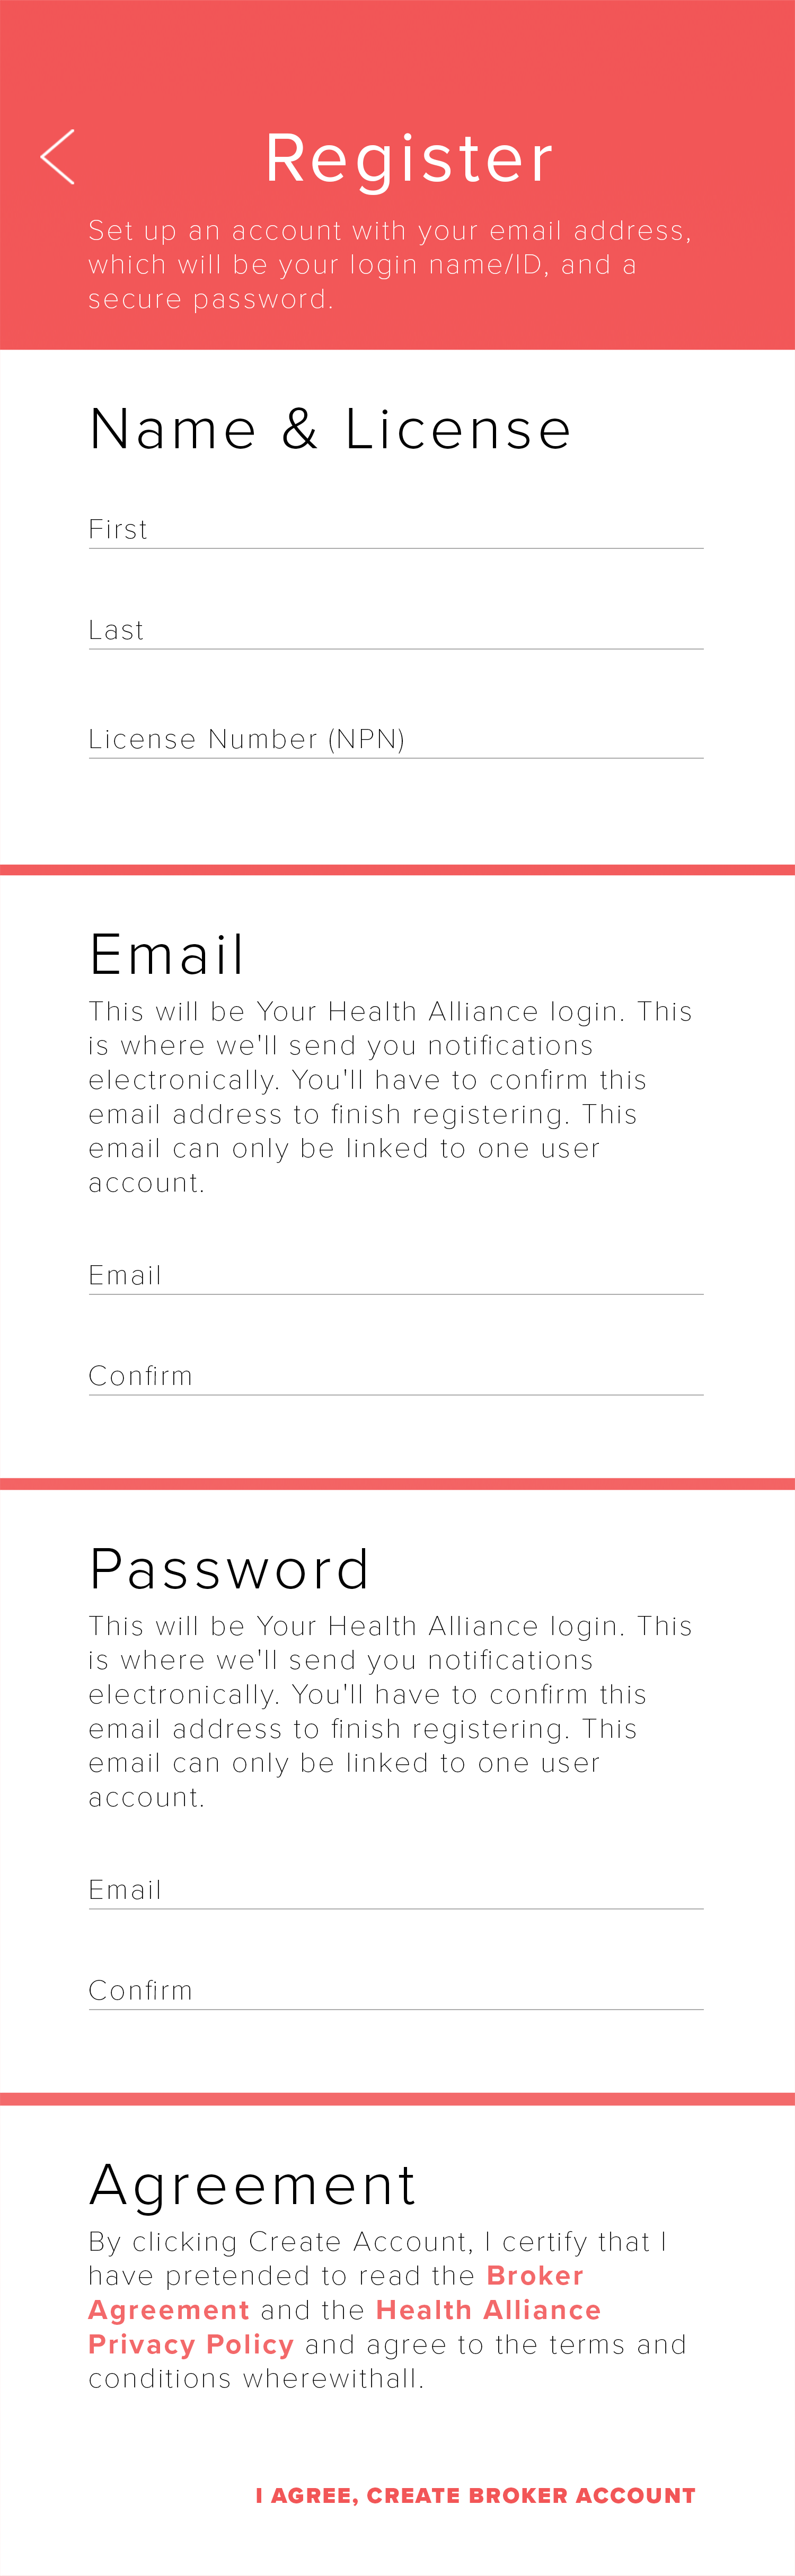 Register
Set up an account with your email address,
which will be your login name/ID, and a
secure password.
Name & License
First
Last
License Number (NPN)
Email
This will be Your Health Alliance login. This
is where we'll send you notifications
electronically. You'll have to confirm this
email address to finish registering. This
email can only be linked to one user
account.
Email
Confirm
Password
This will be Your Health Alliance login. This
is where we'll send you notifications
electronically. You'll have to confirm this
email address to finish registering. This
email can only be linked to one user
account.
Email
Confirm
Agreement
By clicking Create Account, I certify that I
have pretended to read the Broker
Agreement and the Health Alliance
Privacy Policy and agree to the terms and
conditions wherewithall.
I AGREE, CREATE BROKER ACCOUNT